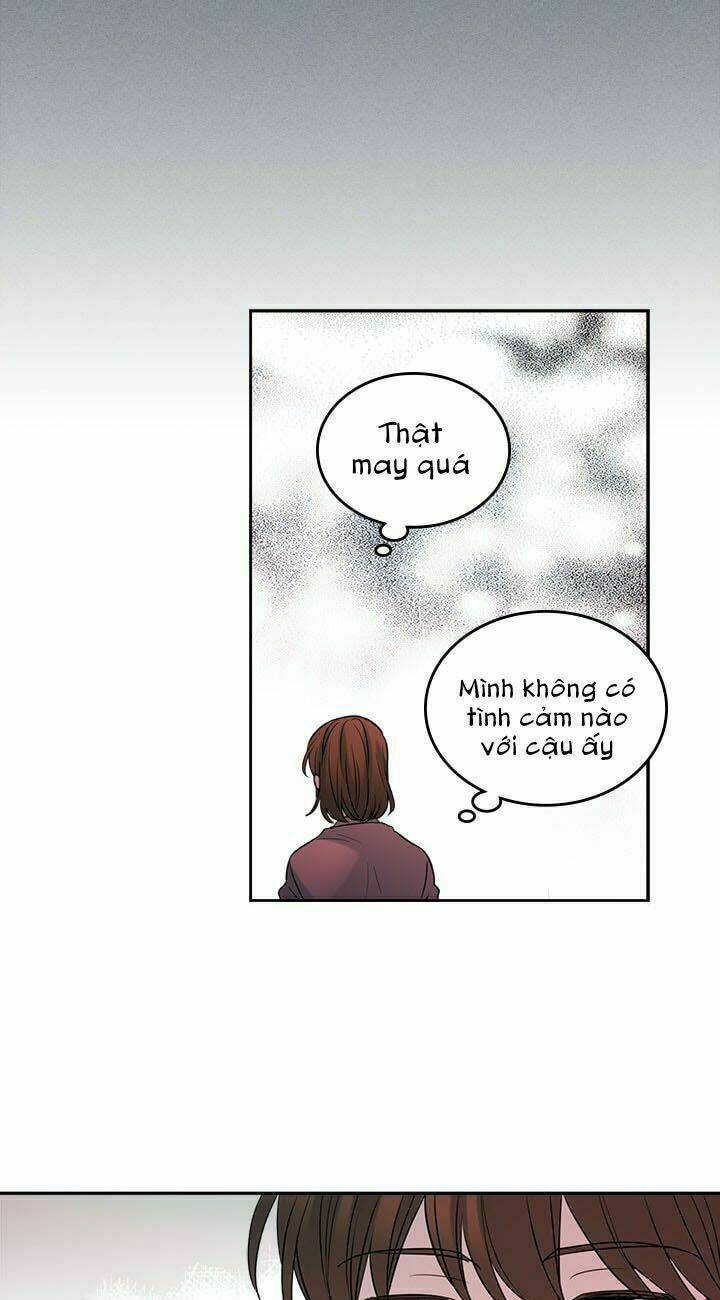 Thật
may quá
Mình không có
tình cảm nào
với cậu ấy